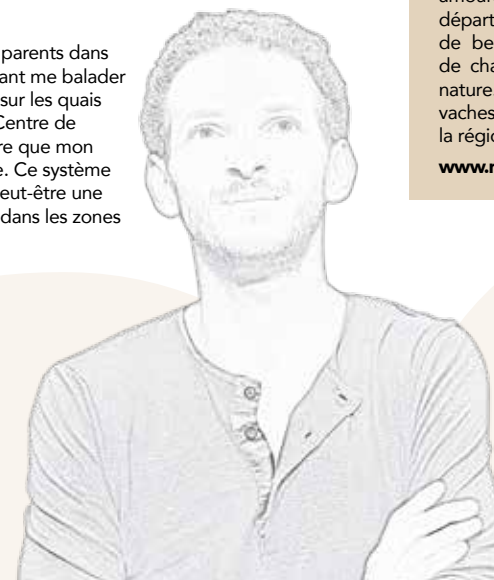 parents dans
ant me balader
sur les quais
Centre de
re que mon
e. Ce système
eut-être une
dans les zones
amour
départ
de be
de cha
nature
vaches
la régio
www.r